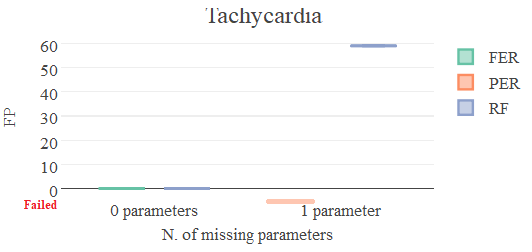 Tachycardia
FP
60
50
40
30
20
10
0
Failed
0 parameters
1 parameter
N. of missing parameters
FER
PER
RF